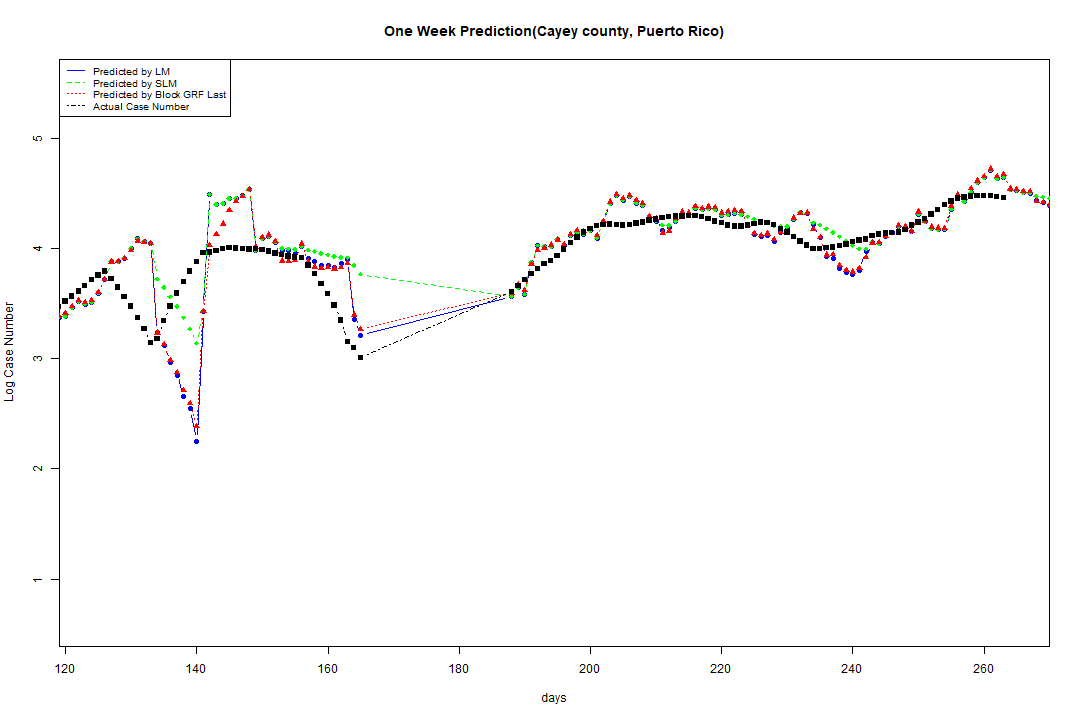 One Week Prediction(Cayey county, Puerto Rico)
Predicted by LM
Predicted by SLM
Predicted by Block GRF Last
Actual Case Number
5
4
3
2
1
Log Case Number
120 140 160 180 200 220 240 260
days